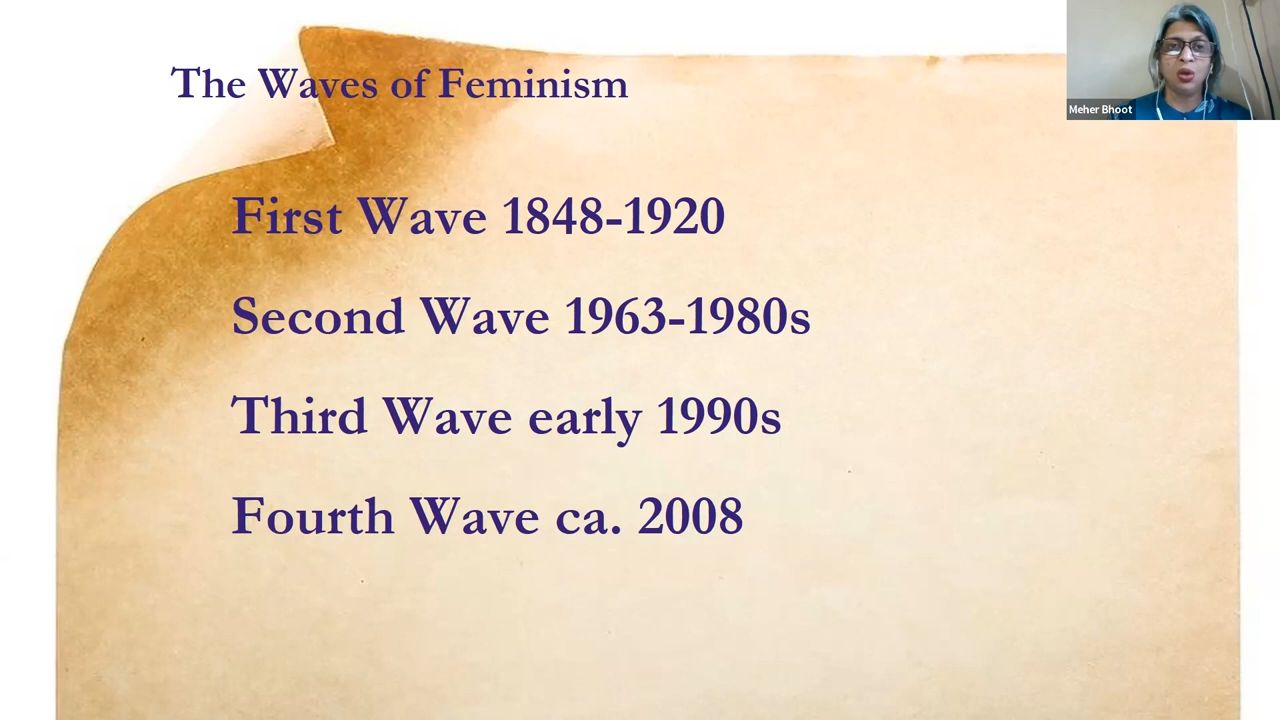 The Waves of Feminism
Meher Bhoot
First Wave 1848-1920
Second Wave 1963-1980s
Third Wave early 1990s
Fourth Wave ca. 2008